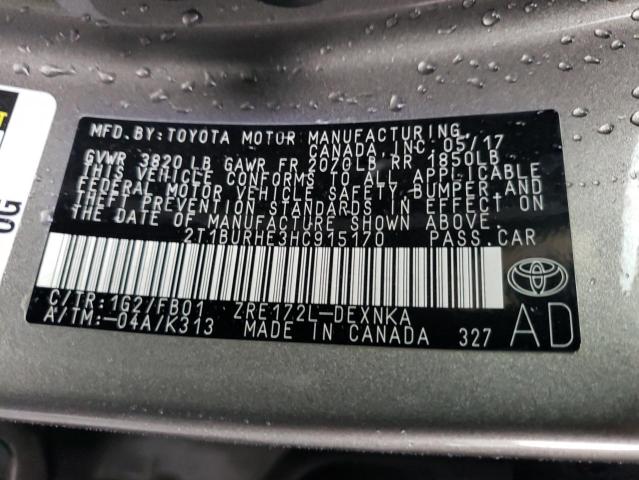 MFD. BY: TOYOTA MOTOR MANUFACTURING
CANADA, INC. 05/17
GVWR 3820 LB GAWR FR 2070LB RR 1850LB
THIS VEHICLE CONFORMS TO ALL APPLICABLE
FEDERAL MOTOR VEHICLE SAFETY, BUMPER, AND
THEFT PREVENTION STANDARDS IN EFFECT ON
THE DATE OF MANUFACTURE SHOWN ABOVE.
2T1BURHE3HC915170 PASS.CAR
C/TR:1G2/FB01 ZRE172L-DEXNKA
A/TM:-04A/K313 MADE IN CANADA 327
AD